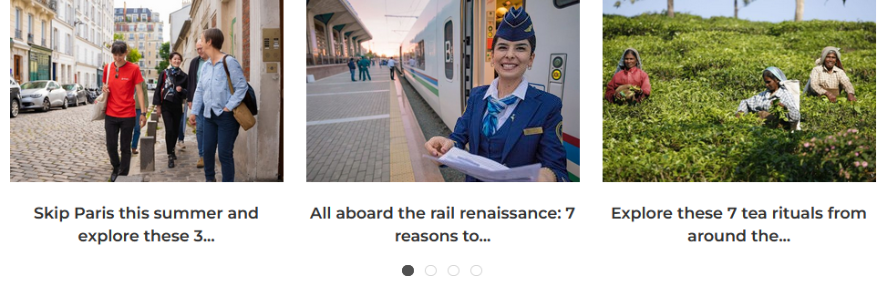 Skip Paris this summer and
explore these 3...
All aboard the rail renaissance: 7
reasons to...
Explore these 7 tea rituals from
around the...